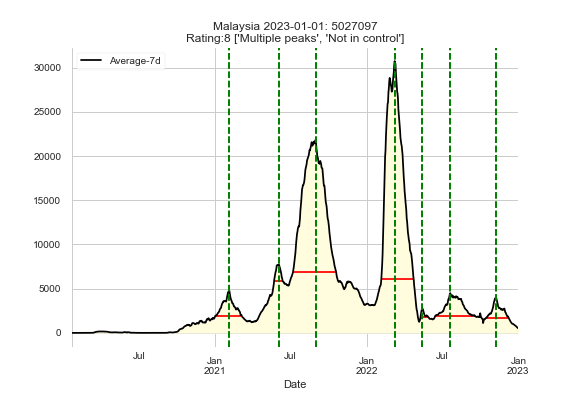 Malaysia 2023-01-01: 5027097
Rating:8 ['Multiple peaks', 'Not in control']
Average-7d
30000
25000
20000
15000
10000
5000
0
Jul
Jan
2021
Jul
Jan
2022
Jul
Jan
2023
Date